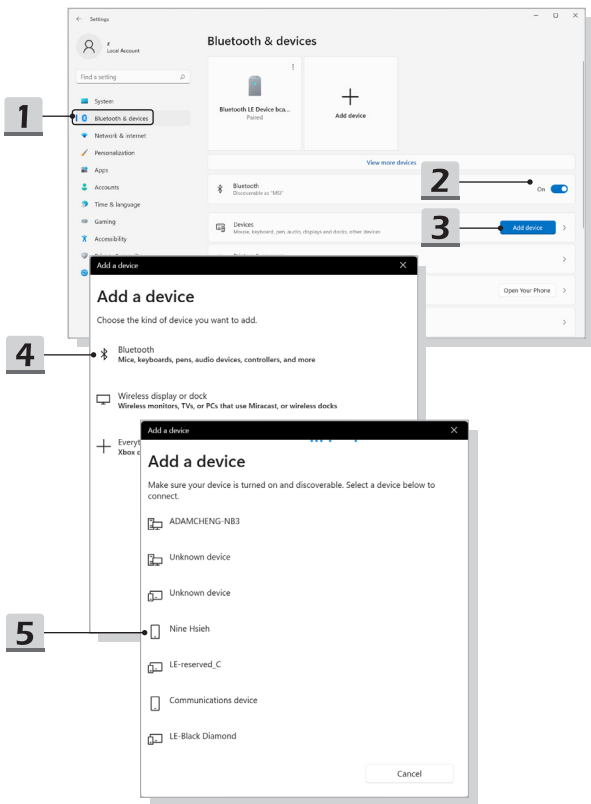 Settings
z
Local Account
Find a setting
System
Bluetooth & devices
Network & internet
Personalization
Apps
Accounts
Time & language
Gaming
Accessibility
Bluetooth & devices
Bluetooth LE Device bca...
Paired
Add device
View more devices
Bluetooth
Discoverable as "MSI"
On
Devices
Mouse, keyboard, pen, audio, displays and docks, other devices
Add device
Open Your Phone
1
2
3
Add a device
Add a device
Choose the kind of device you want to add.
Bluetooth
Mice, keyboards, pens, audio devices, controllers, and more
Wireless display or dock
Wireless monitors, TVs, or PCs that use Miracast, or wireless docks
Everyt
Xbox c
4
Add a device
Add a device
Make sure your device is turned on and discoverable. Select a device below to
connect.
ADAMCHENG-NB3
Unknown device
Unknown device
Nine Hsieh
LE-reserved_C
Communications device
LE-Black Diamond
Cancel
5